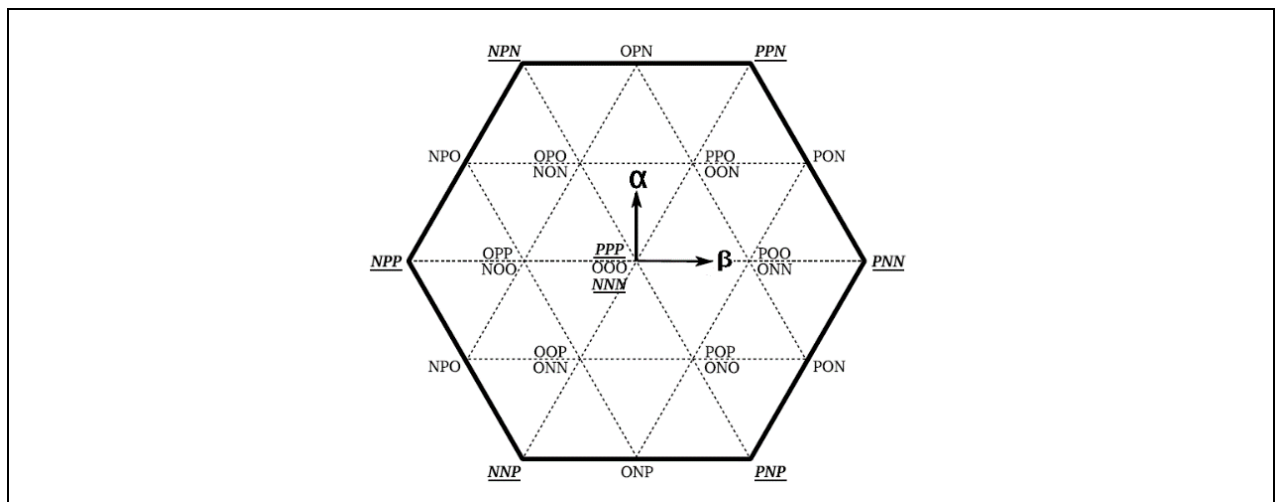 NPN OPN PPN
NPO OPO PPO PON
NON OON
α
NPP OPP PPP β POO PNN
NOO OOO ONN
NNN
NPO OOP POP PON
ONN ONO
NNP ONP PNP